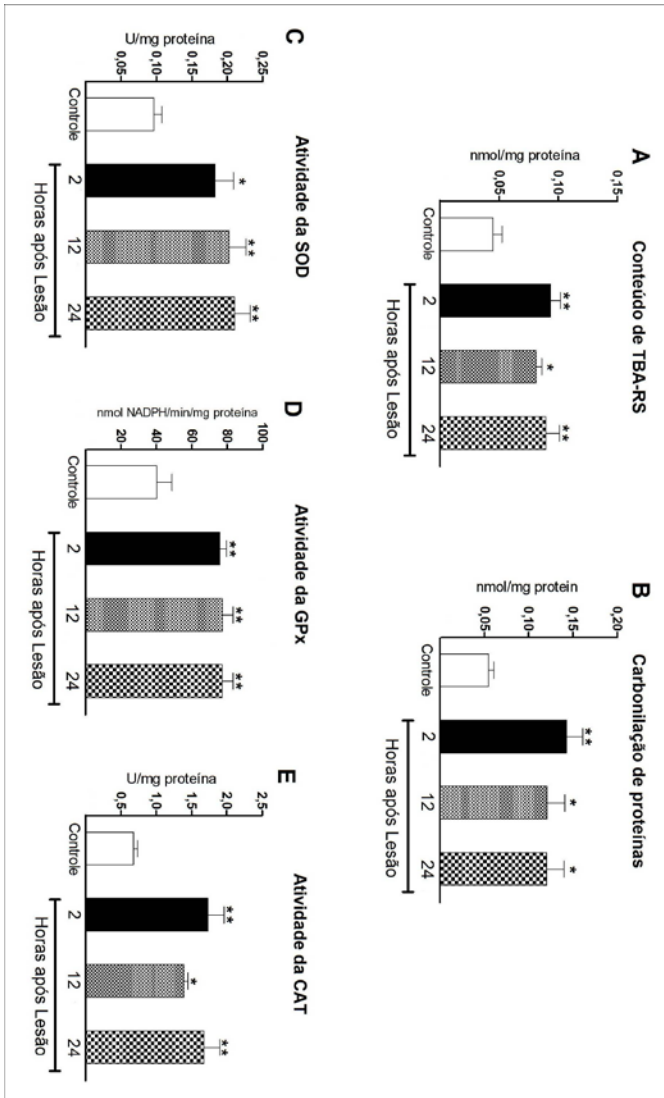 A
Conteúdo de TBA-RS
nmol/mg proteína
0,15
0,10
0,05
Controle
2
12
24
**
*
**
Horas após Lesão
B
Carbonilação de proteínas
nmol/mg protein
0,20
0,15
0,10
0,05
Controle
2
12
24
**
*
*
Horas após Lesão
C
Atividade da SOD
U/mg proteína
0,25
0,20
0,15
0,10
0,05
Controle
2
12
24
*
**
**
Horas após Lesão
D
Atividade da GPx
nmol NADPH/min/mg proteína
100
80
60
40
20
Controle
2
12
24
**
**
**
Horas após Lesão
E
Atividade da CAT
U/mg proteína
2,5
2,0
1,5
1,0
0,5
Controle
2
12
24
**
*
**
Horas após Lesão